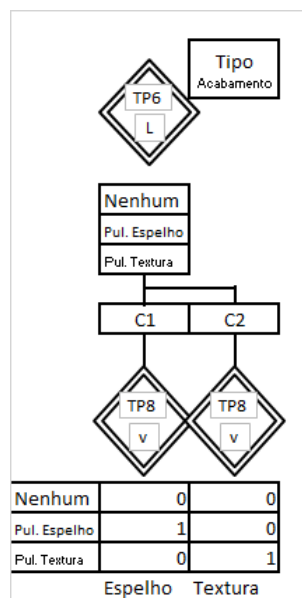 Tipo
Acabamento
TP6
L
Nenhum
Pul. Espelho
Pul. Textura
C1 C2
TP8 TP8
v v
Nenhum 0 0
Pul. Espelho 1 0
Pul. Textura 0 1
Espelho Textura